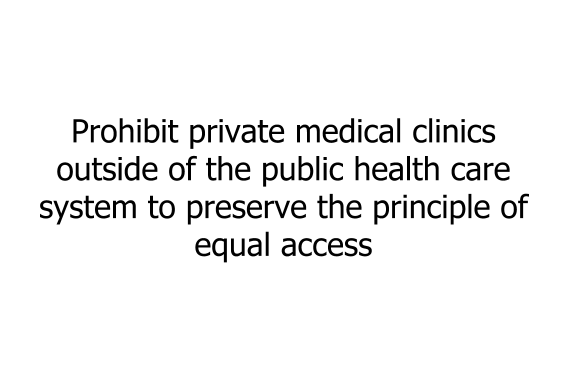 Prohibit private medical clinics
outside of the public health care
system to preserve the principle of
equal access